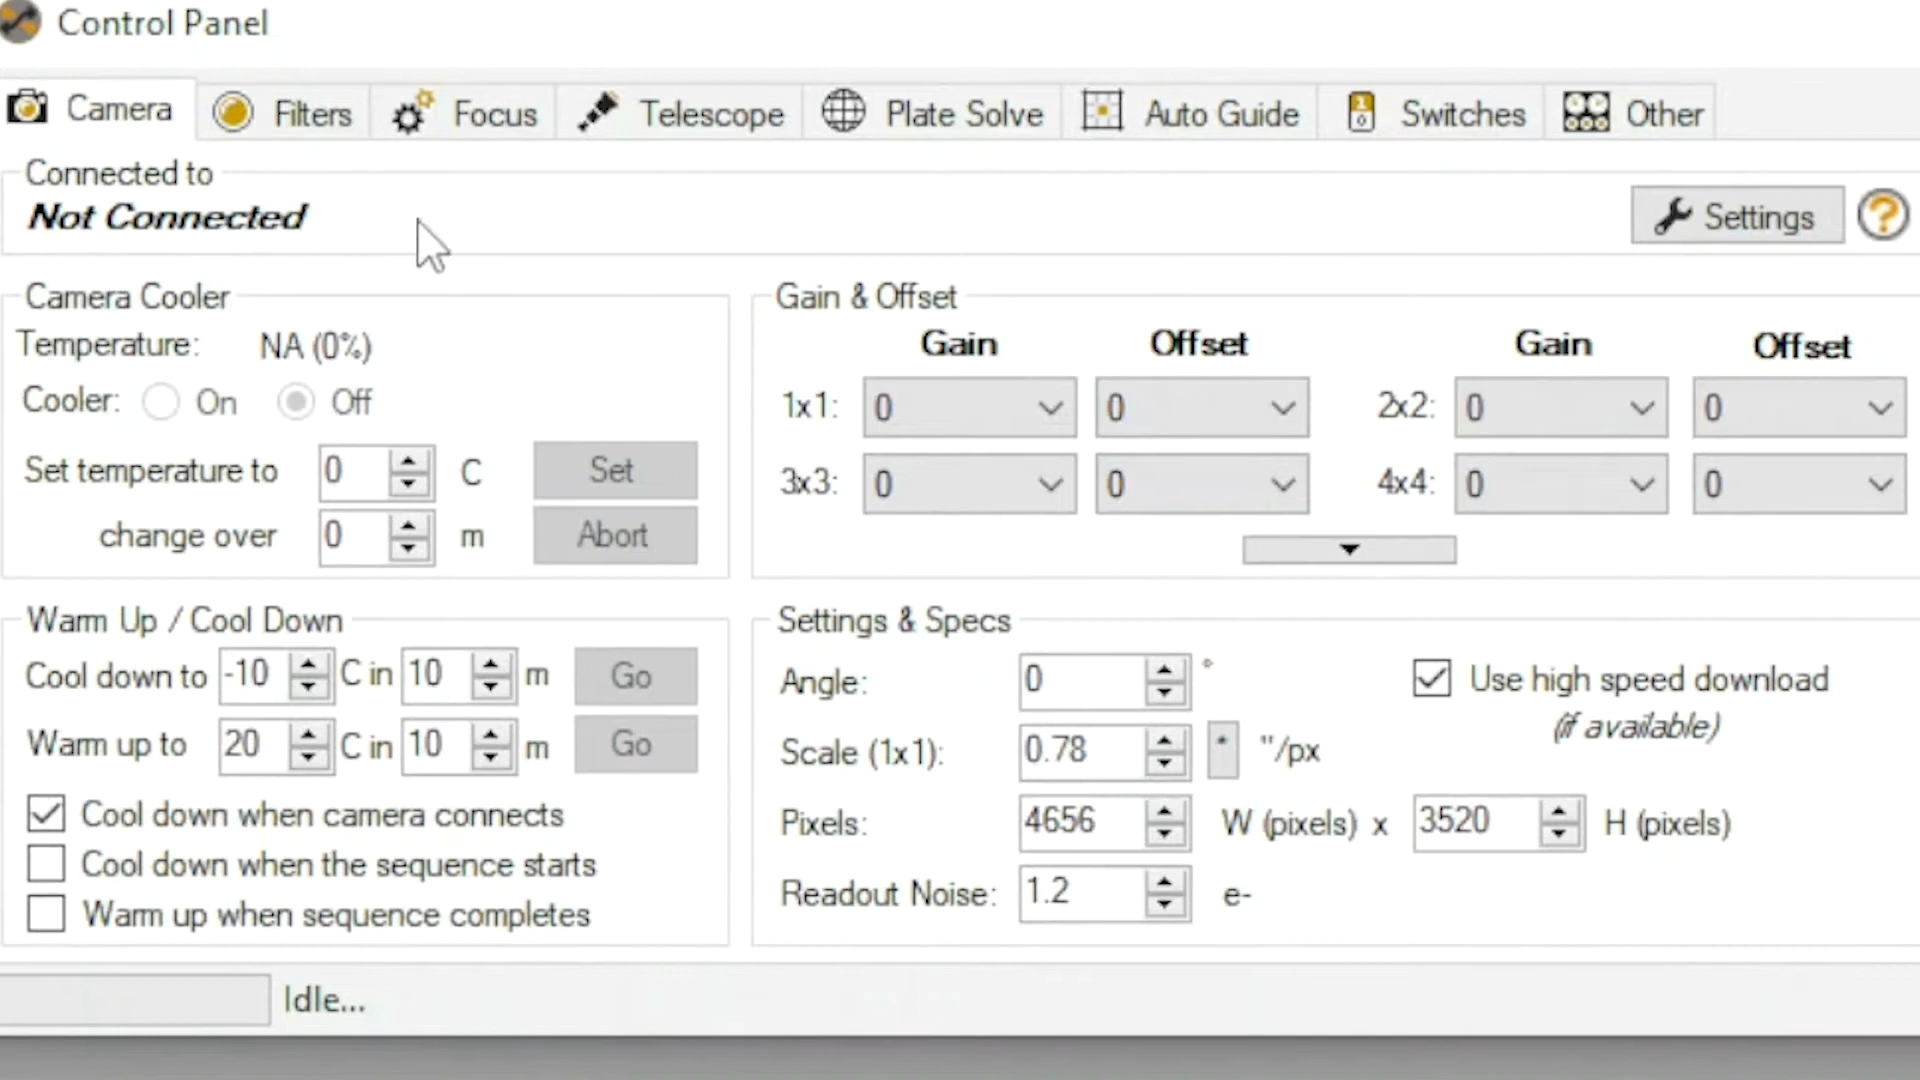 Control Panel
Camera Filters Focus Telescope Plate Solve Auto Guide Switches Other
Connected to
Not Connected
Settings ?
Camera Cooler
Temperature: NA (0%)
Cooler: On Off
Set temperature to 0 C Set
change over 0 m Abort
Gain & Offset
Gain Offset Gain Offset
1x1: 0 0 2x2: 0 0
3x3: 0 0 4x4: 0 0
Warm Up / Cool Down
Cool down to -10 C in 10 m Go
Warm up to 20 C in 10 m Go
Cool down when camera connects
Cool down when the sequence starts
Warm up when sequence completes
Settings & Specs
Angle: 0 °
Use high speed download
(if available)
Scale (1x1): 0.78 * "/px
Pixels: 4656 W (pixels) x 3520 H (pixels)
Readout Noise: 1.2 e-
Idle...